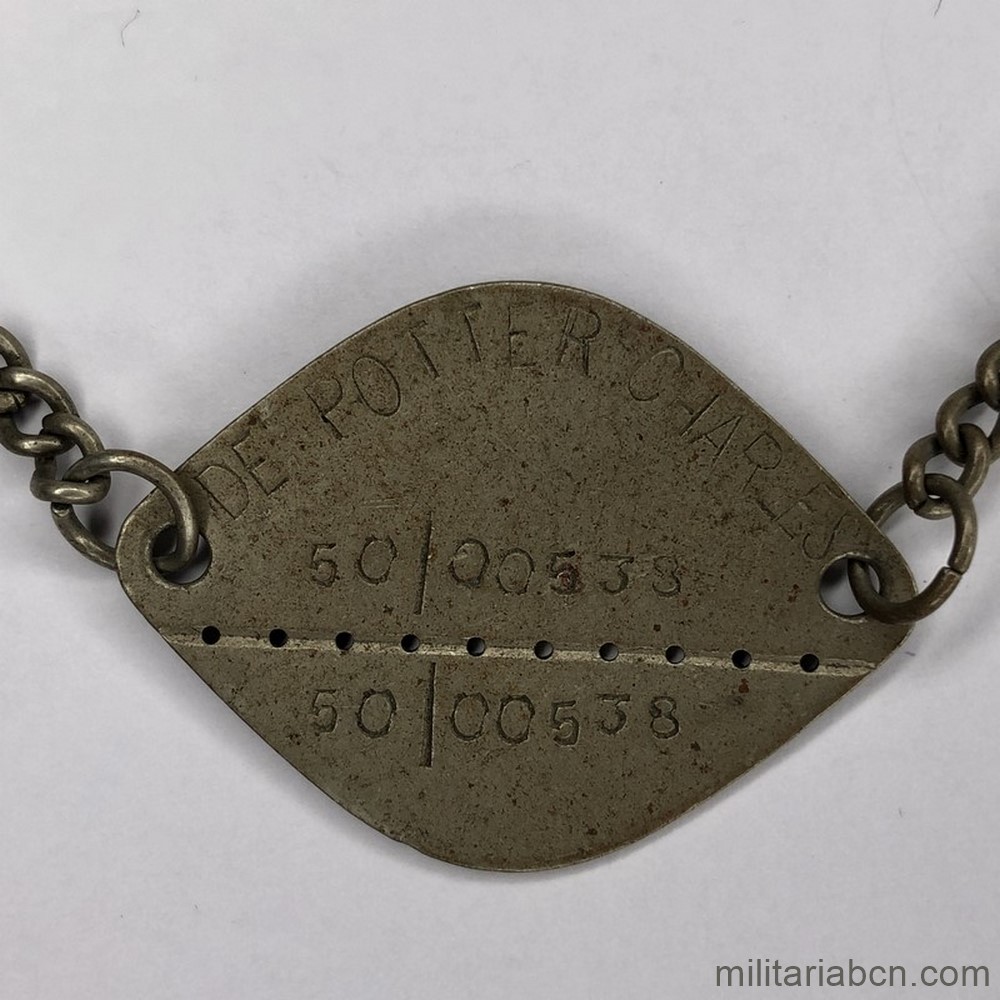 DE POTTER CHARLES
50/00538
50/00538
militariabcn.com